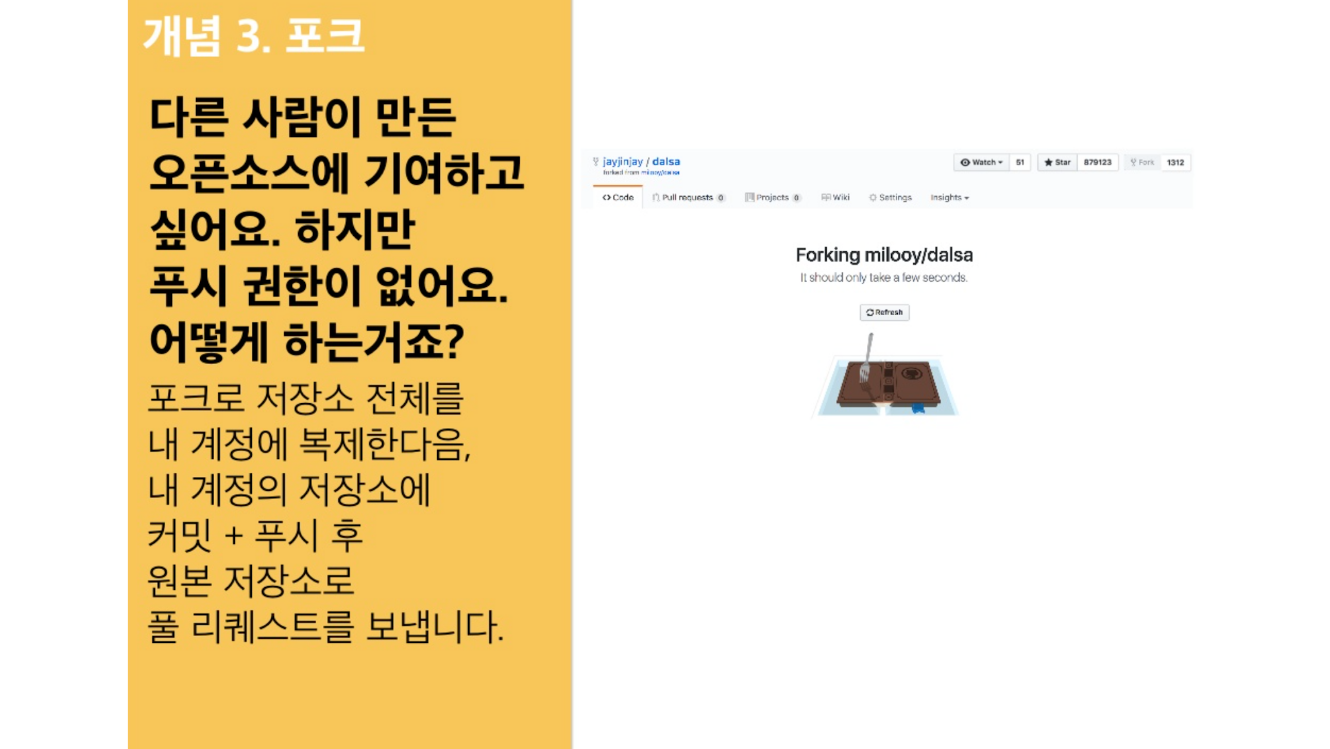 개념 3. 포크
다른 사람이 만든
오픈소스에 기여하고
싶어요. 하지만
푸시 권한이 없어요.
어떻게 하는거죠?
포크로 저장소 전체를
내 계정에 복제한다음,
내 계정의 저장소에
커밋 + 푸시 후
원본 저장소로
풀 리퀘스트를 보냅니다.
jayjinjay / dalsa
forked from milooy/dalsa
Watch 51 Star 879123 Fork 1312
<> Code Pull requests 0 Projects 0 Wiki Settings Insights
Forking milooy/dalsa
It should only take a few seconds.
Refresh